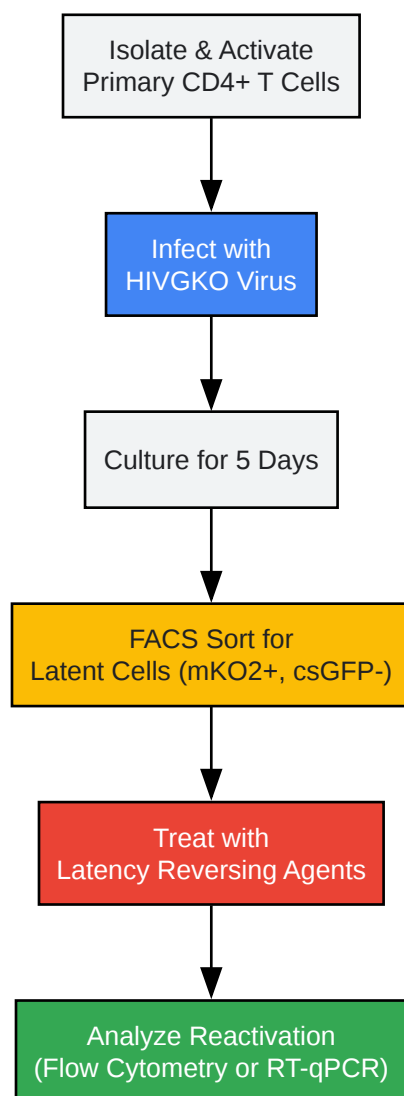 Isolate & Activate
Primary CD4+ T Cells
Infect with
HIVGKO Virus
Culture for 5 Days
FACS Sort for
Latent Cells (mKO2+, csGFP-)
Treat with
Latency Reversing Agents
Analyze Reactivation
(Flow Cytometry or RT-qPCR)